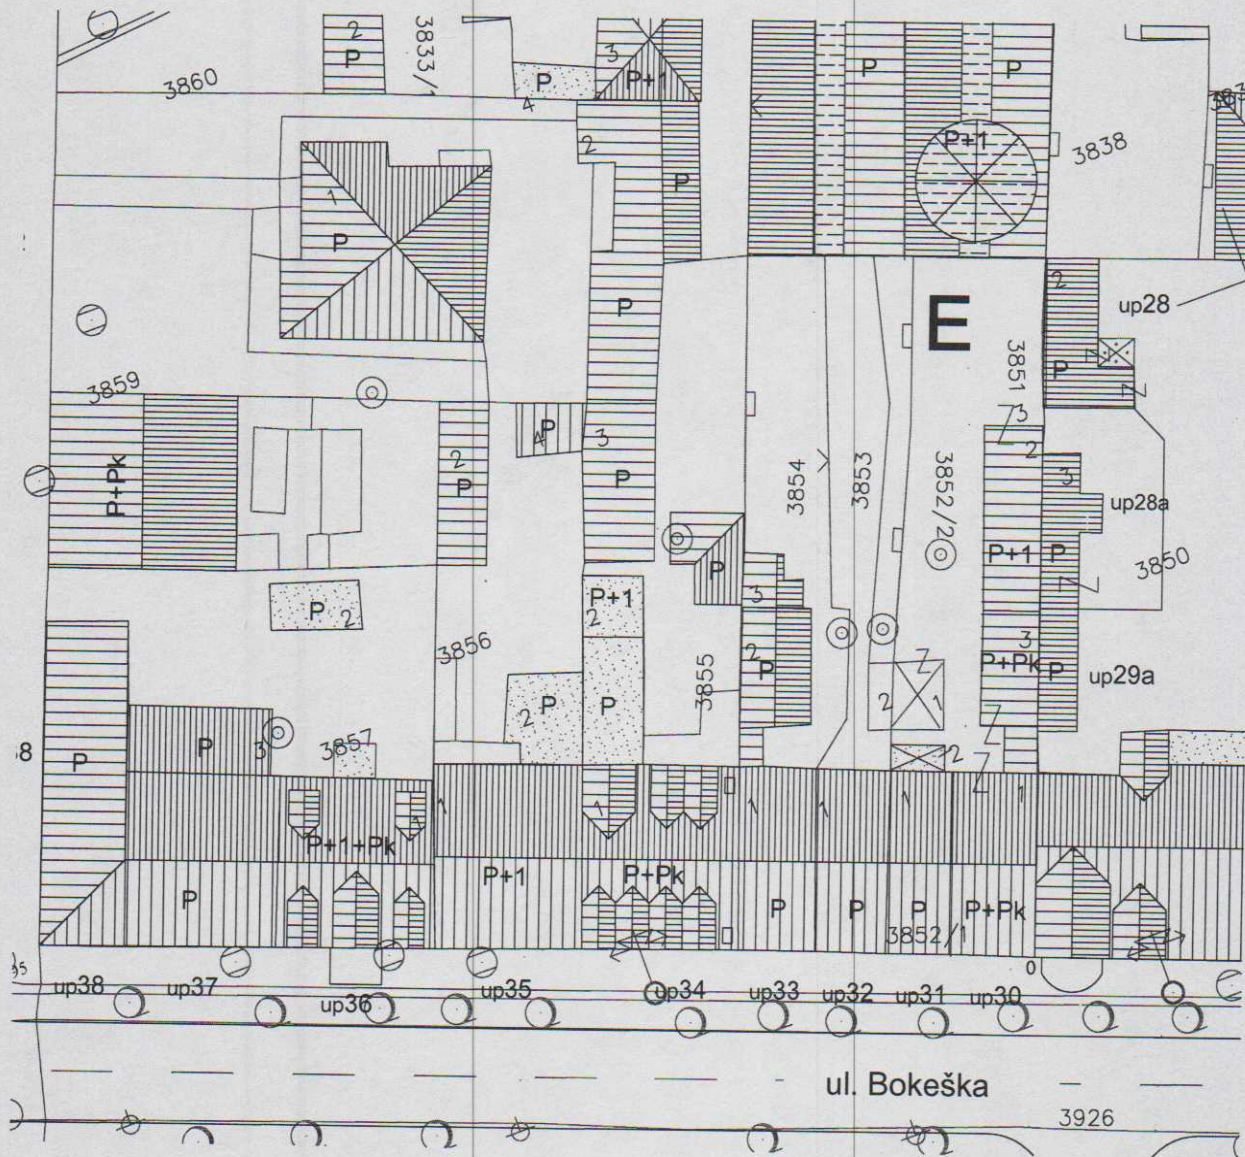 2
P
3833/1
3860
P
4
3
P+1
P
P
P+1
3838
2
P
1
P
E
2
up28
P
3851
P
3859
P+Pk
2
P
P
4
3
P
3854
3853
3852/2
3
2
3
up28a
P+1
P
3850
P
2
P+1
2
P
3
3856
2
P
3855
3
P+Pk
P
up29a
2
P
P
2
1
P
P
3
3857
2
1
1
1
1
1
1
1
P+1+Pk
P
P+1
P+Pk
P
P
P
P+Pk
3852/1
0
up38
up37
up36
up35
up34
up33
up32
up31
up30
ul. Bokeška
3926